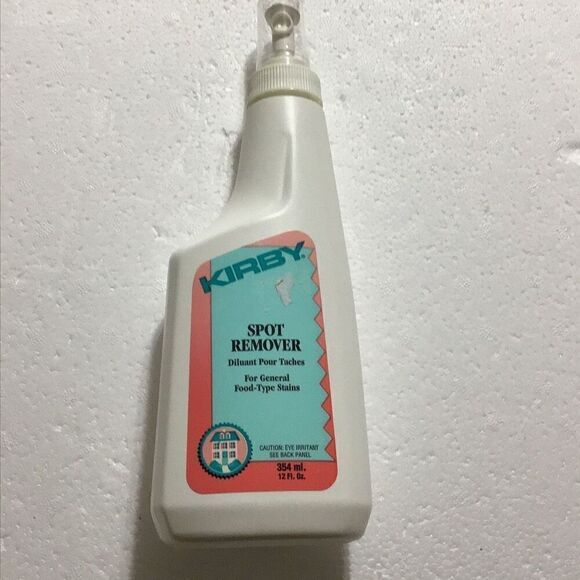 KIRBY.
SPOT
REMOVER
Diluant Pour Taches
For General
Food-Type Stains
CAUTION: EYE IRRITANT
SEE BACK PANEL
354 ml.
12 Fl. Oz.